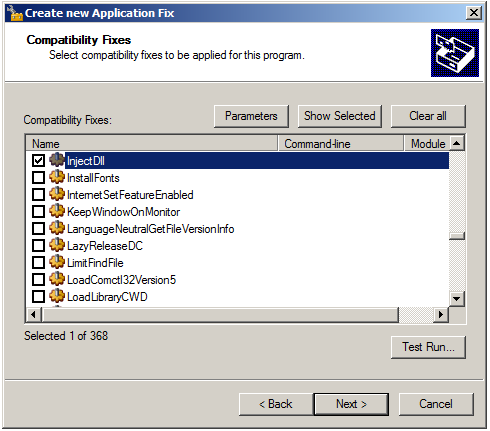 Create new Application Fix
Compatibility Fixes
Select compatibility fixes to be applied for this program.
Compatibility Fixes:
Parameters
Show Selected
Clear all
Name Command-line Module
InjectDll
InstallFonts
InternetSetFeatureEnabled
KeepWindowOnMonitor
LanguageNeutralGetFileVersionInfo
LazyReleaseDC
LimitFindFile
LoadComctl32Version5
LoadLibraryCWD
Selected 1 of 368
Test Run...
< Back
Next >
Cancel